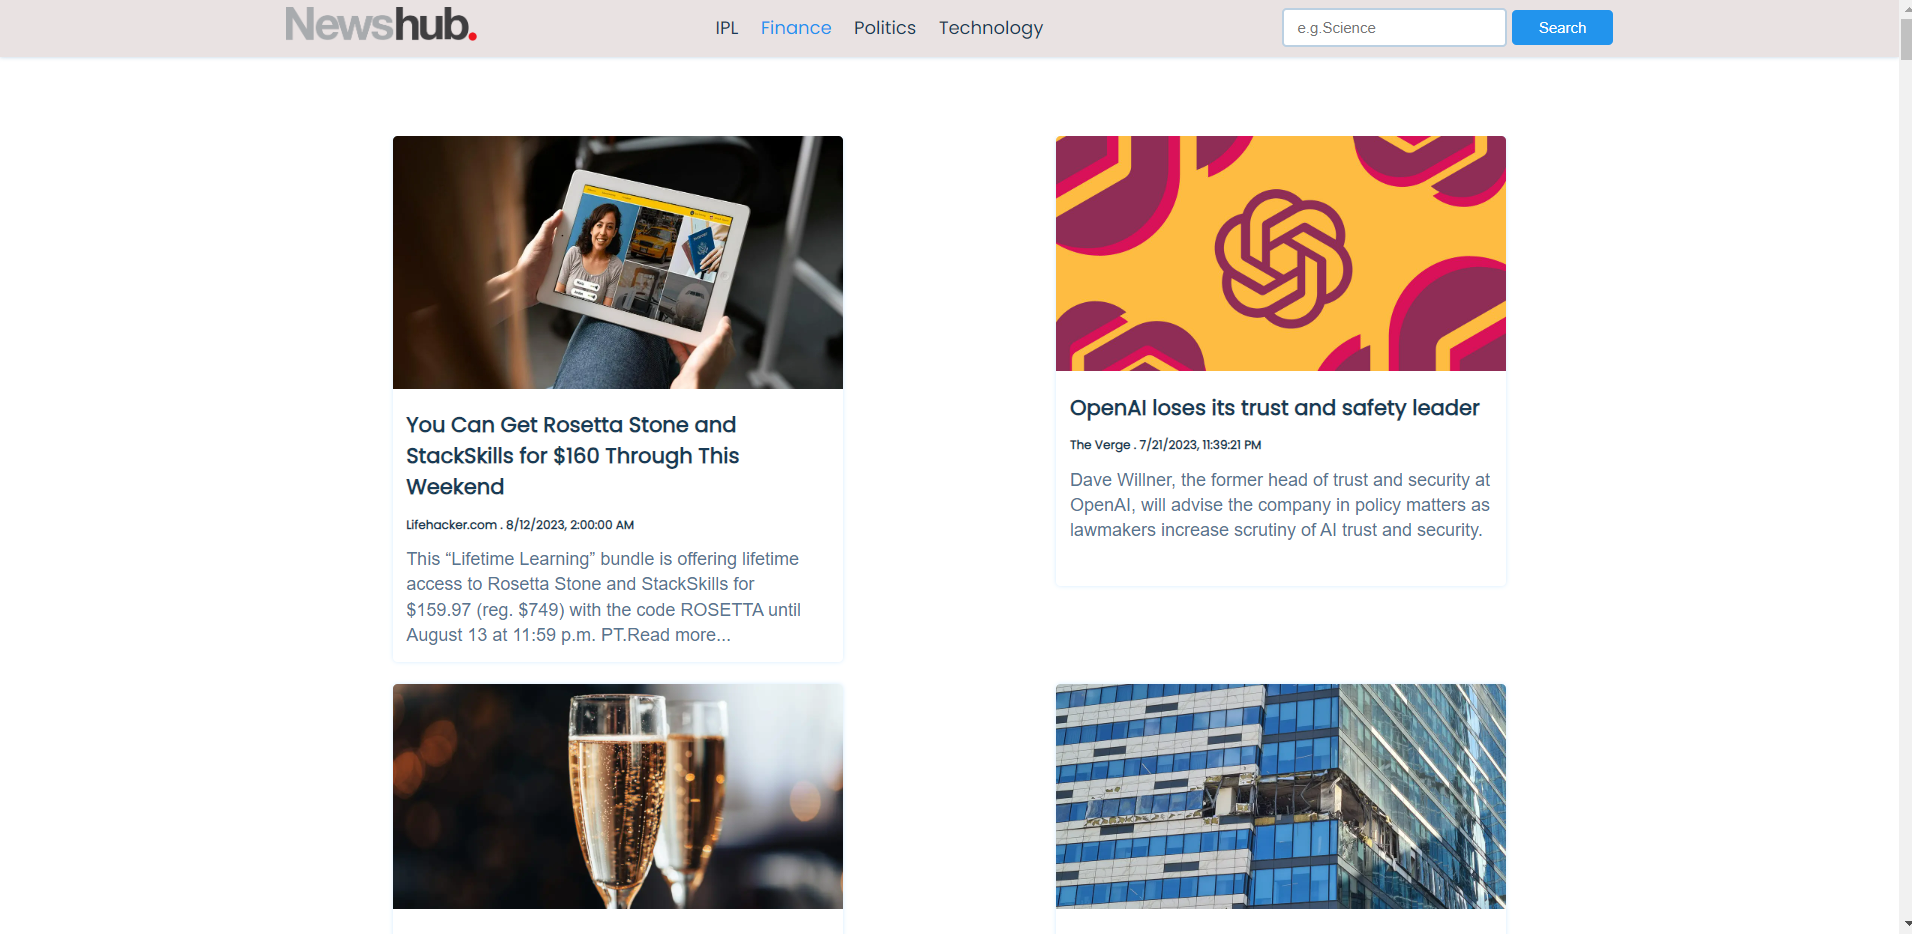 Newshub.
IPL Finance Politics Technology
e.g.Science
Search
You Can Get Rosetta Stone and
StackSkills for $160 Through This
Weekend
Lifehacker.com . 8/12/2023, 2:00:00 AM
This “Lifetime Learning” bundle is offering lifetime
access to Rosetta Stone and StackSkills for
$159.97 (reg. $749) with the code ROSETTA until
August 13 at 11:59 p.m. PT.Read more...
OpenAI loses its trust and safety leader
The Verge . 7/21/2023, 11:39:21 PM
Dave Willner, the former head of trust and security at
OpenAI, will advise the company in policy matters as
lawmakers increase scrutiny of AI trust and security.